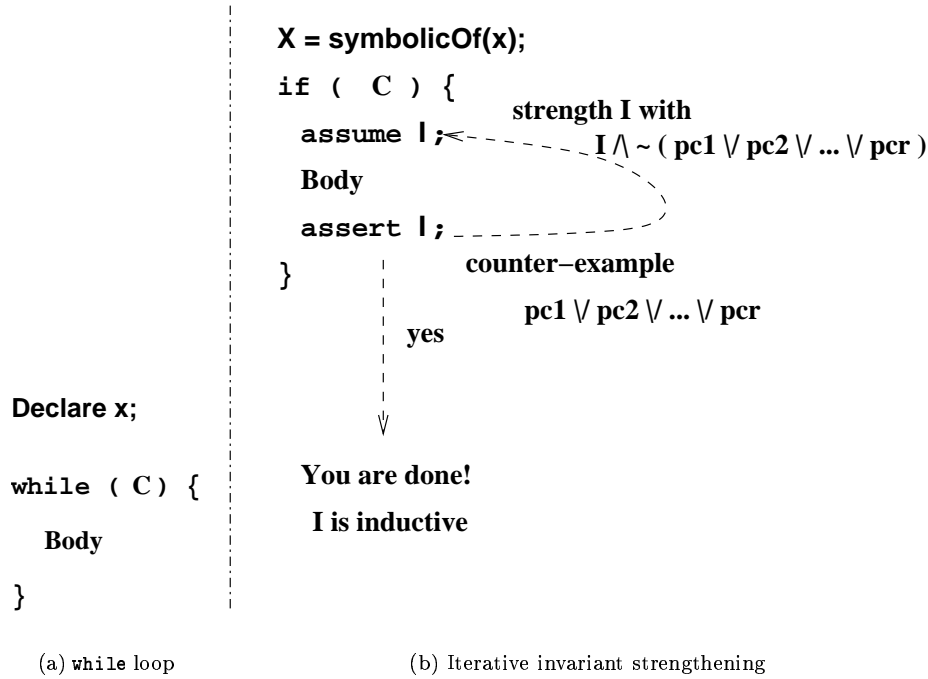 X = symbolicOf(x);
if ( C ) {
strength I with
assume I;
I /\ ~ ( pc1 \/ pc2 \/ ... \/ pcr )
Body
assert I;
counter−example
}
pc1 \/ pc2 \/ ... \/ pcr
yes
Declare x;
You are done!
while ( C ) {
I is inductive
Body
}
(a) while loop
(b) Iterative invariant strengthening